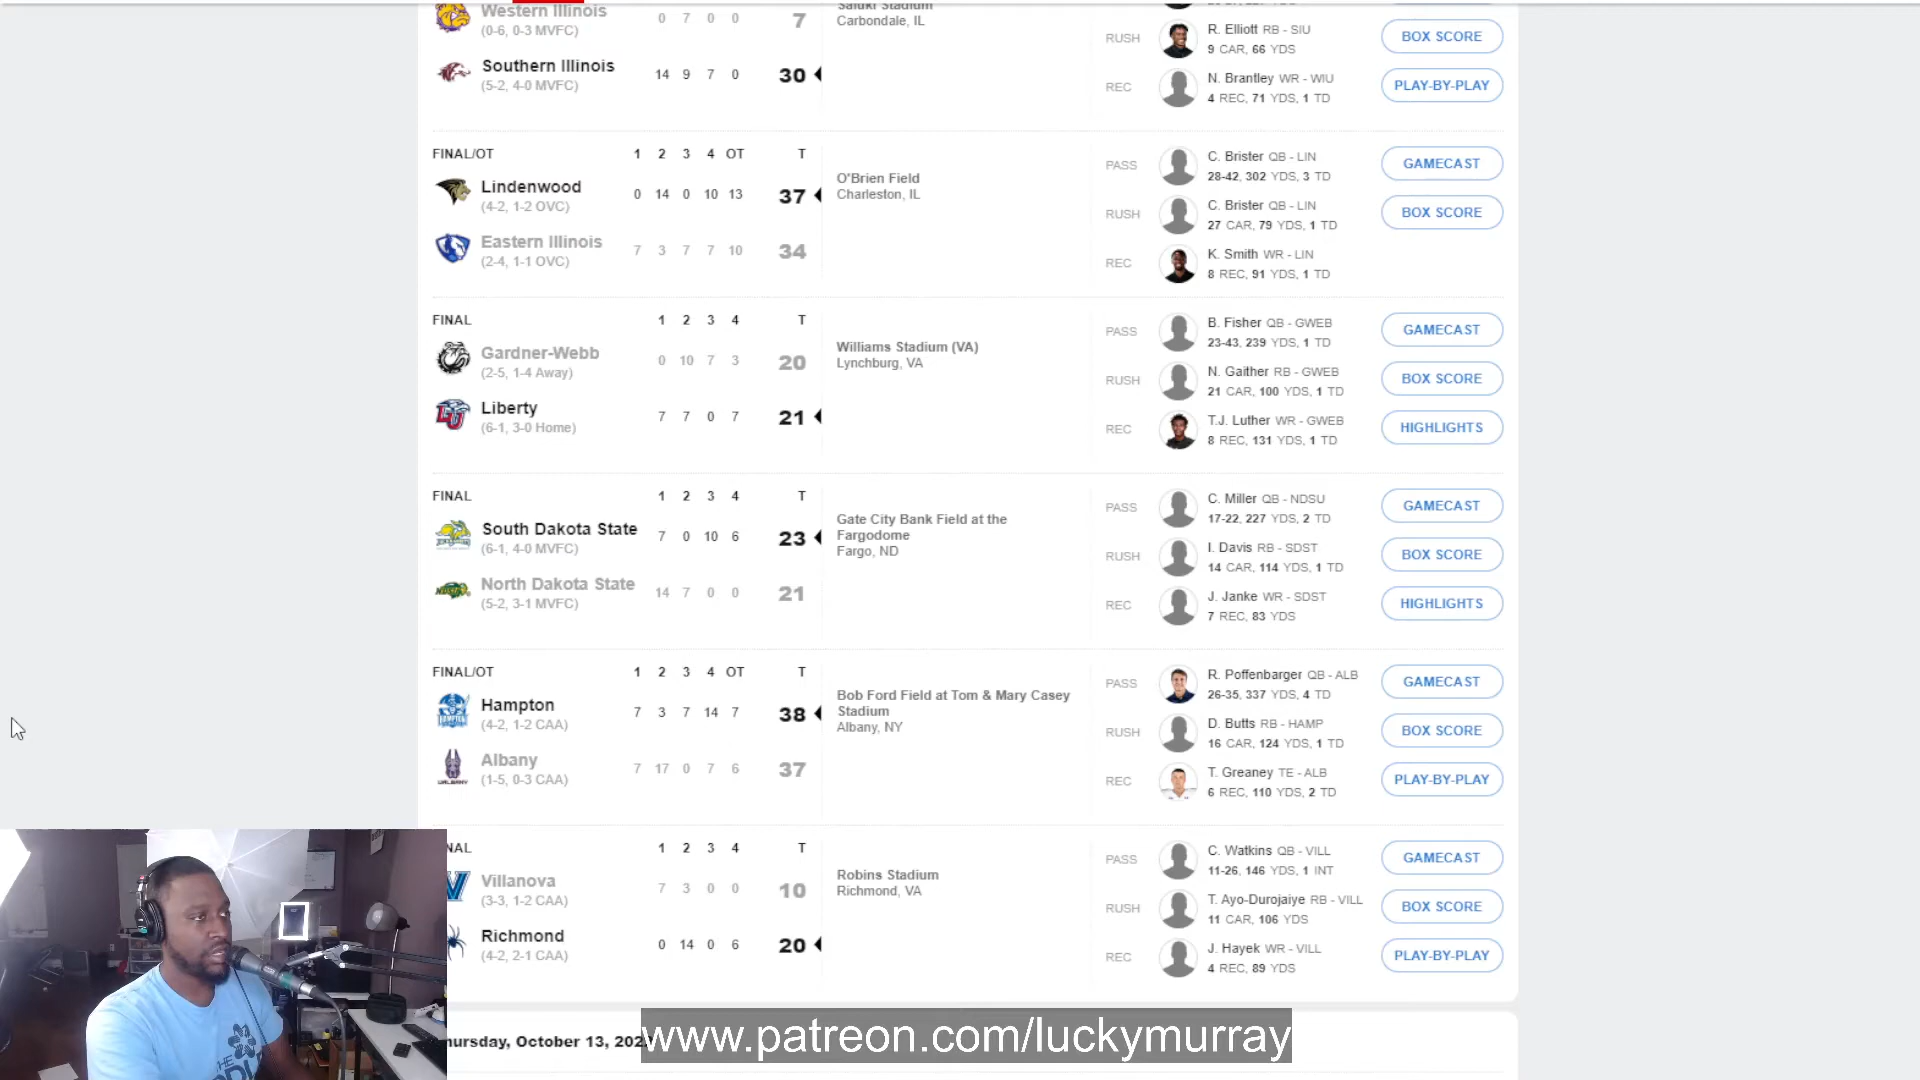 Western Illinois 0 7 0 0 7
(0-6, 0-3 MVFC)
Saluki Stadium
Carbondale, IL
Southern Illinois 14 9 7 0 30
(5-2, 4-0 MVFC)
RUSH R. Elliott RB - SIU
9 CAR, 66 YDS
REC N. Brantley WR - WIU
4 REC, 71 YDS, 1 TD
BOX SCORE
PLAY-BY-PLAY
FINAL/OT 1 2 3 4 OT T
Lindenwood 0 14 0 10 13 37
(4-2, 1-2 OVC)
Eastern Illinois 7 3 7 7 10 34
(2-4, 1-1 OVC)
O'Brien Field
Charleston, IL
PASS C. Brister QB - LIN
28-42, 302 YDS, 3 TD
RUSH C. Brister QB - LIN
27 CAR, 79 YDS, 1 TD
REC K. Smith WR - LIN
8 REC, 91 YDS, 1 TD
GAMECAST
BOX SCORE
FINAL 1 2 3 4 T
Gardner-Webb 0 10 7 3 20
(2-5, 1-4 Away)
Liberty 7 7 0 7 21
(6-1, 3-0 Home)
Williams Stadium (VA)
Lynchburg, VA
PASS B. Fisher QB - GWEB
23-43, 239 YDS, 1 TD
RUSH N. Gaither RB - GWEB
21 CAR, 100 YDS, 1 TD
REC T.J. Luther WR - GWEB
8 REC, 131 YDS, 1 TD
GAMECAST
BOX SCORE
HIGHLIGHTS
FINAL 1 2 3 4 T
South Dakota State 7 0 10 6 23
(6-1, 4-0 MVFC)
North Dakota State 14 7 0 0 21
(5-2, 3-1 MVFC)
Gate City Bank Field at the
Fargodome
Fargo, ND
PASS C. Miller QB - NDSU
17-22, 227 YDS, 2 TD
RUSH I. Davis RB - SDST
14 CAR, 114 YDS, 1 TD
REC J. Janke WR - SDST
7 REC, 83 YDS
GAMECAST
BOX SCORE
HIGHLIGHTS
FINAL/OT 1 2 3 4 OT T
Hampton 7 3 7 14 7 38
(4-2, 1-2 CAA)
Albany 7 17 0 7 6 37
(1-5, 0-3 CAA)
Bob Ford Field at Tom & Mary Casey
Stadium
Albany, NY
PASS R. Poffenbarger QB - ALB
26-35, 337 YDS, 4 TD
RUSH D. Butts RB - HAMP
16 CAR, 124 YDS, 1 TD
REC T. Greaney TE - ALB
6 REC, 110 YDS, 2 TD
GAMECAST
BOX SCORE
PLAY-BY-PLAY
NAL 1 2 3 4 T
Villanova 7 3 0 0 10
(3-3, 1-2 CAA)
Richmond 0 14 0 6 20
(4-2, 2-1 CAA)
Robins Stadium
Richmond, VA
PASS C. Watkins QB - VILL
11-26, 146 YDS, 1 INT
RUSH T. Ayo-Durojaiye RB - VILL
11 CAR, 106 YDS
REC J. Hayek WR - VILL
4 REC, 89 YDS
GAMECAST
BOX SCORE
PLAY-BY-PLAY
hursday, October 13, 202
www.patreon.com/luckymurray